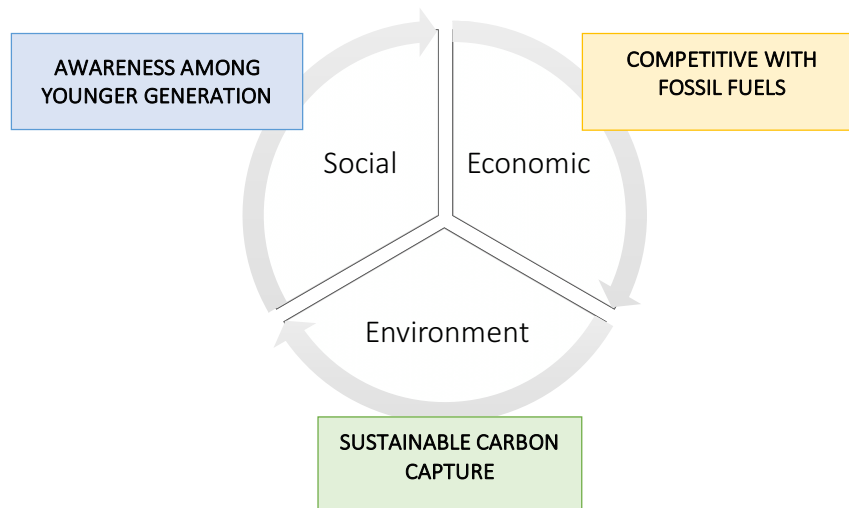 AWARENESS AMONG
YOUNGER GENERATION
COMPETITIVE WITH
FOSSIL FUELS
Social
Economic
Environment
SUSTAINABLE CARBON
CAPTURE